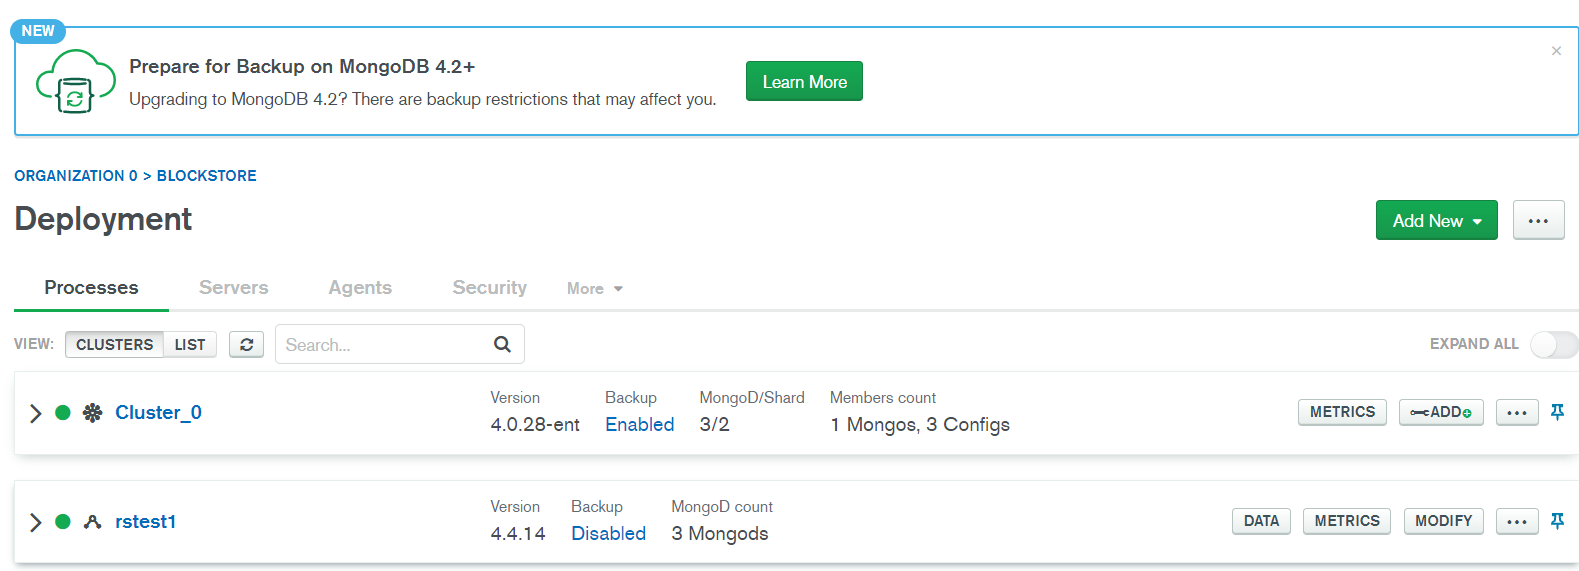 NEW
Prepare for Backup on MongoDB 4.2+
Upgrading to MongoDB 4.2? There are backup restrictions that may affect you.
Learn More
×
ORGANIZATION 0 > BLOCKSTORE
Deployment
Add New
...
Processes Servers Agents Security More
VIEW: CLUSTERS LIST Search... EXPAND ALL
Version Backup MongoD/Shard Members count
Cluster_0 4.0.28-ent Enabled 3/2 1 Mongos, 3 Configs METRICS ADD ...
Version Backup MongoD count
rstest1 4.4.14 Disabled 3 Mongods DATA METRICS MODIFY ...